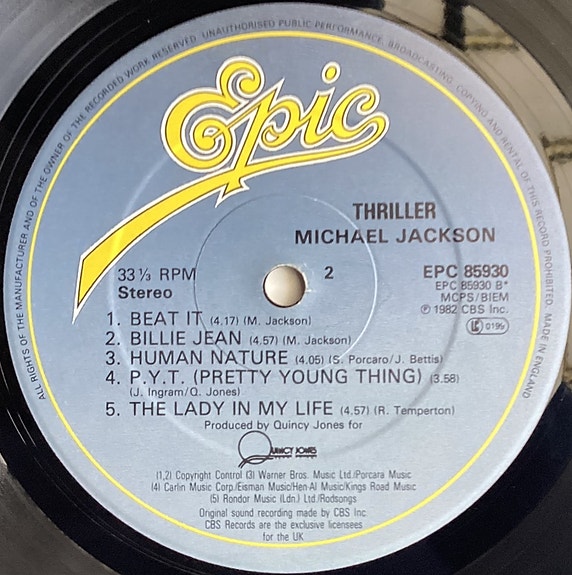 ALL RIGHTS OF THE MANUFACTURER AND OF THE OWNER OF THE RECORDED WORK RESERVED. UNAUTHORISED PUBLIC PERFORMANCE, BROADCASTING, COPYING AND RENTAL OF THIS RECORD PROHIBITED. MADE IN ENGLAND
Epic
THRILLER
MICHAEL JACKSON
33 ⅓ RPM
Stereo
2
EPC 85930
EPC 85930 B*
MCPS/BIEM
℗ 1982 CBS Inc.
LC 0199
1. BEAT IT (4.17) (M. Jackson)
2. BILLIE JEAN (4.57) (M. Jackson)
3. HUMAN NATURE (4.05) (S. Porcaro/J. Bettis)
4. P.Y.T. (PRETTY YOUNG THING) (3.58)
(J. Ingram/Q. Jones)
5. THE LADY IN MY LIFE (4.57) (R. Temperton)
Produced by Quincy Jones for
QUINCY JONES
(1,2) Copyright Control (3) Warner Bros. Music Ltd./Porcara Music
(4) Carlin Music Corp./Eisman Music/Hen-Al Music/Kings Road Music
(5) Rondor Music (Ldn.) Ltd./Rodsongs
Original sound recording made by CBS Inc.
CBS Records are the exclusive licensees
for the UK